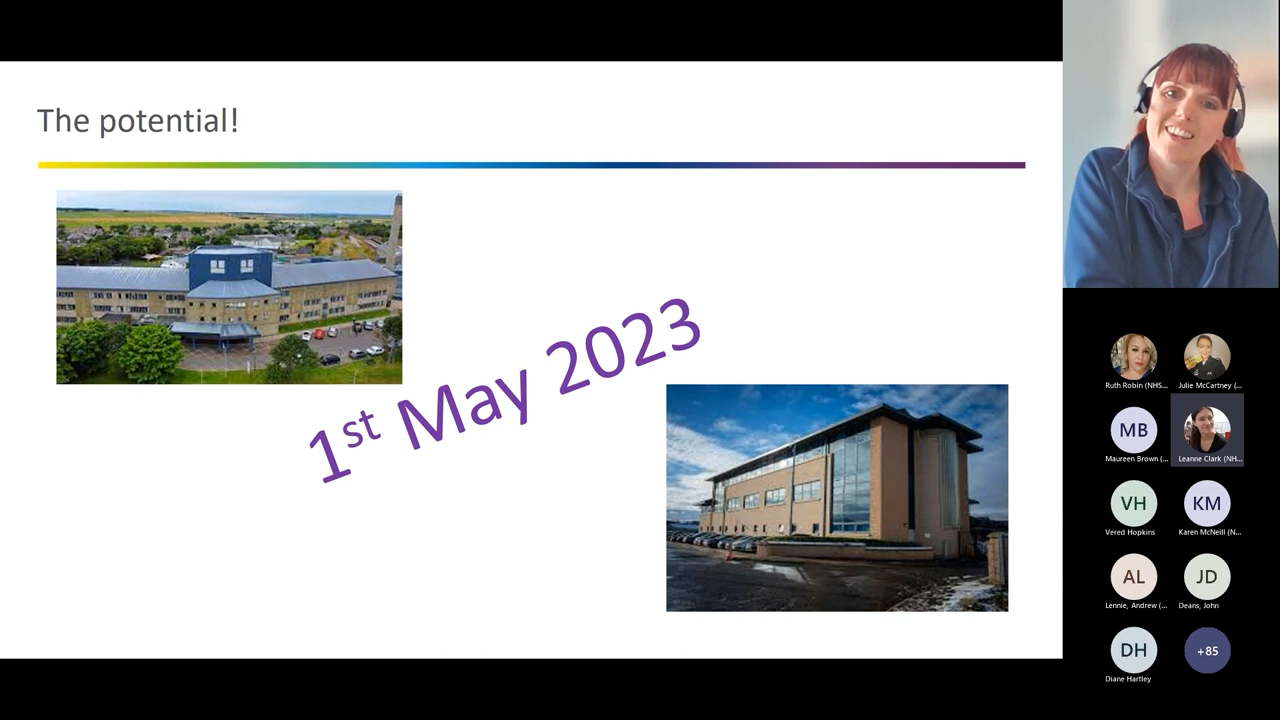 The potential!
1st May 2023
Ruth Robin (NHS...
Julie McCartney (...
MB
Maureen Brown (...
Leanne Clark (NH...
VH
Vered Hopkins
KM
Karen McNeill (N...
AL
Lennie, Andrew (...
JD
Deans, John
DH
Diane Hartley
+85